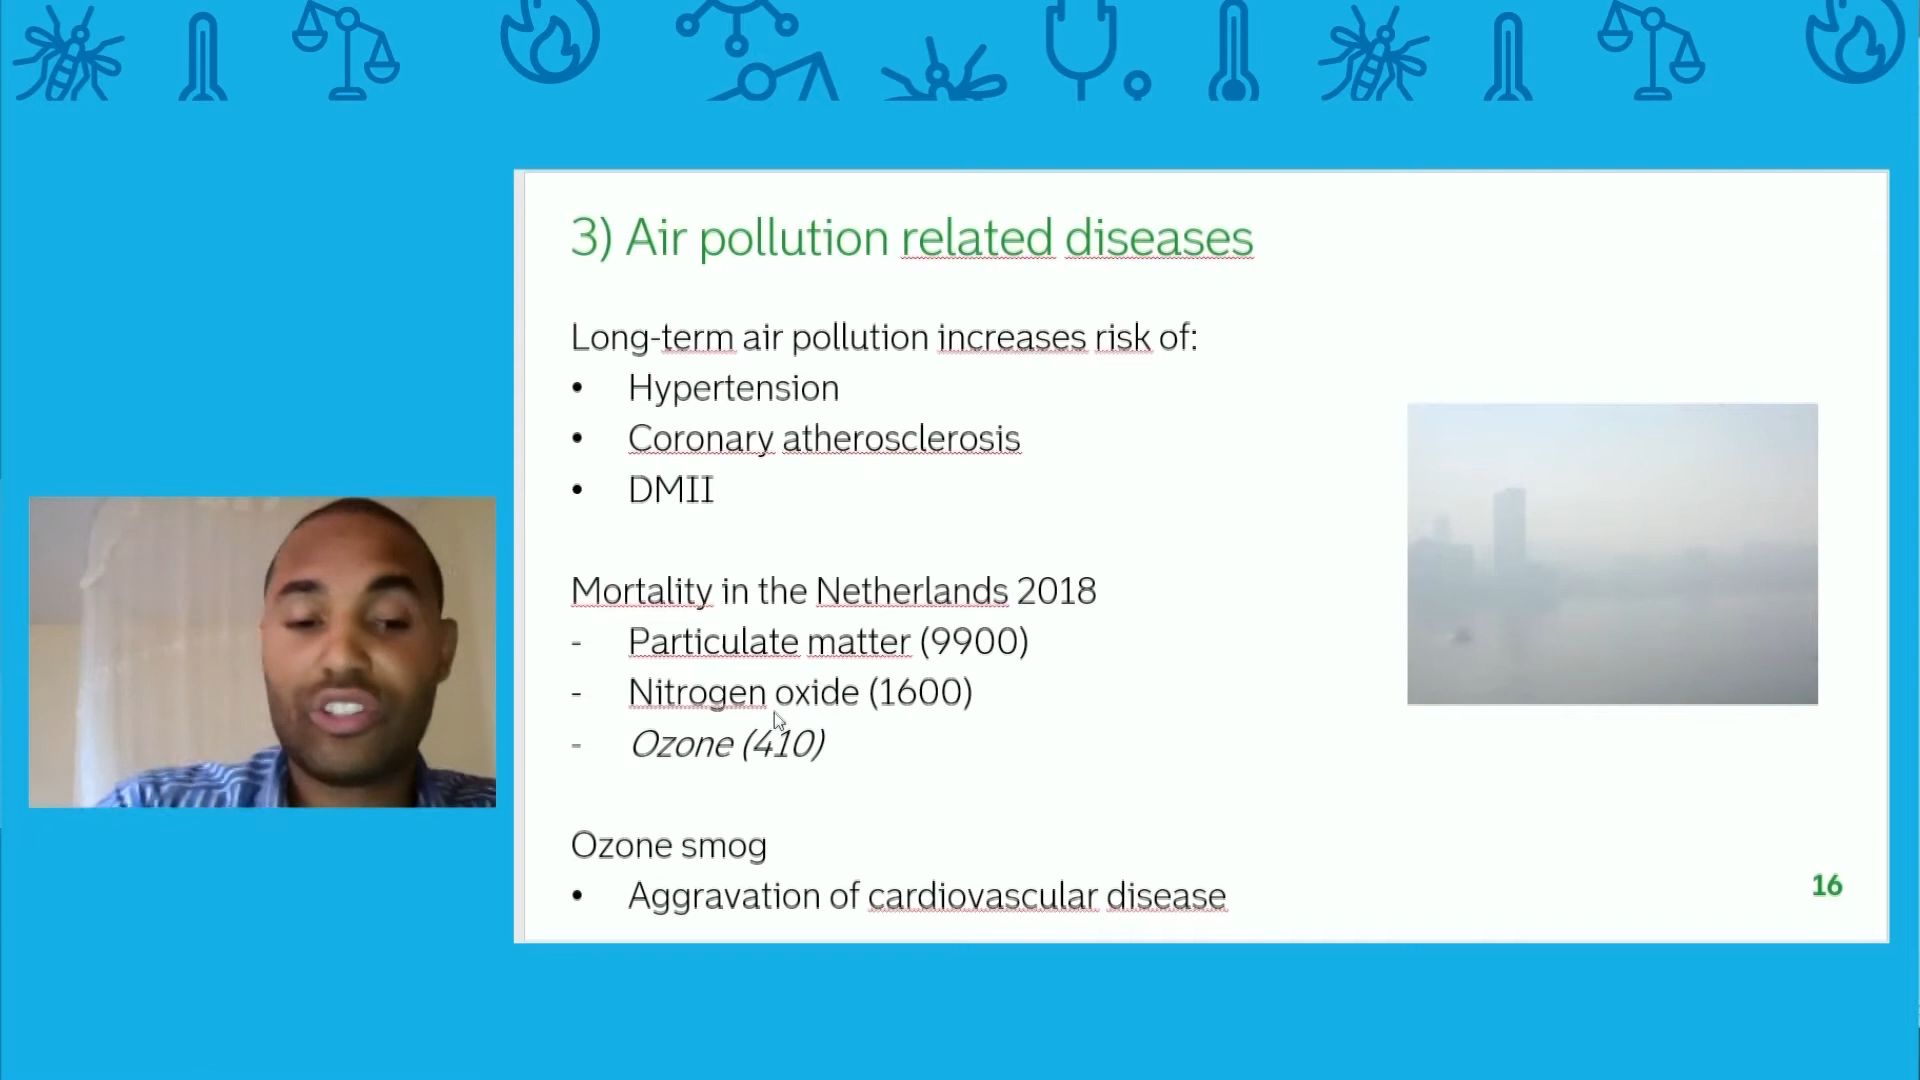 3) Air pollution related diseases
Long-term air pollution increases risk of:
• Hypertension
• Coronary atherosclerosis
• DMII
Mortality in the Netherlands 2018
- Particulate matter (9900)
- Nitrogen oxide (1600)
- Ozone (410)
Ozone smog
• Aggravation of cardiovascular disease
16